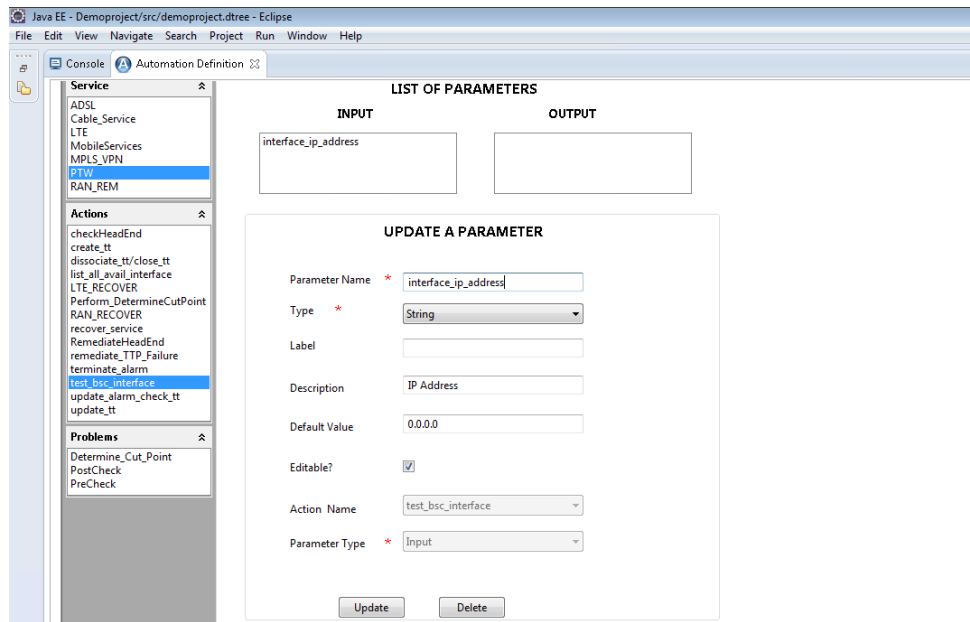 Java EE - Demoproject/src/demoproject.dtree - Eclipse
File Edit View Navigate Search Project Run Window Help
Console Automation Definition
Service
ADSL
Cable_Service
LTE
MobileServices
MPLS_VPN
PTW
RAN_REM
Actions
checkHeadEnd
create_tt
dissociate_tt/close_tt
list_all_avail_interface
LTE_RECOVER
Perform_DetermineCutPoint
RAN_RECOVER
recover_service
RemediateHeadEnd
remediate_TTP_Failure
terminate_alarm
test_bsc_interface
update_alarm_check_tt
update_tt
Problems
Determine_Cut_Point
PostCheck
PreCheck
LIST OF PARAMETERS
INPUT OUTPUT
interface_ip_address
UPDATE A PARAMETER
Parameter Name * interface_ip_address
Type * String
Label
Description IP Address
Default Value 0.0.0.0
Editable?
Action Name test_bsc_interface
Parameter Type * Input
Update Delete